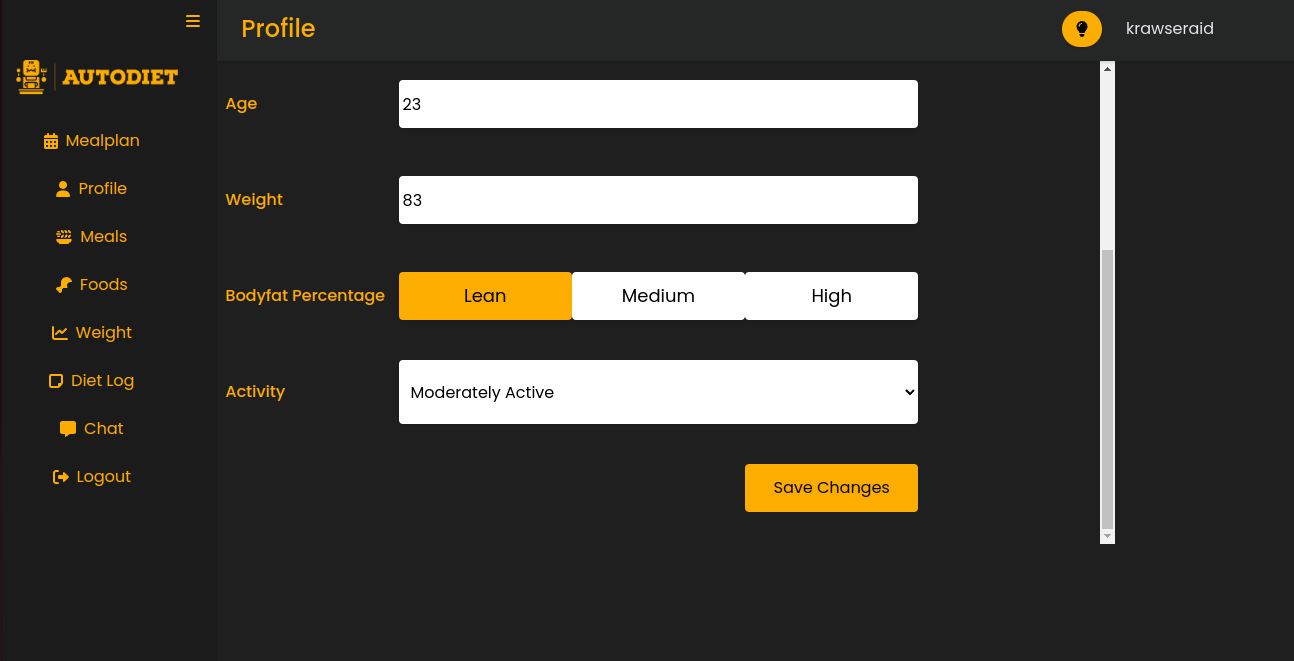 Profile
krawseraid
AUTODIET
Mealplan
Profile
Meals
Foods
Weight
Diet Log
Chat
Logout
Age
23
Weight
83
Bodyfat Percentage
Lean
Medium
High
Activity
Moderately Active
Save Changes